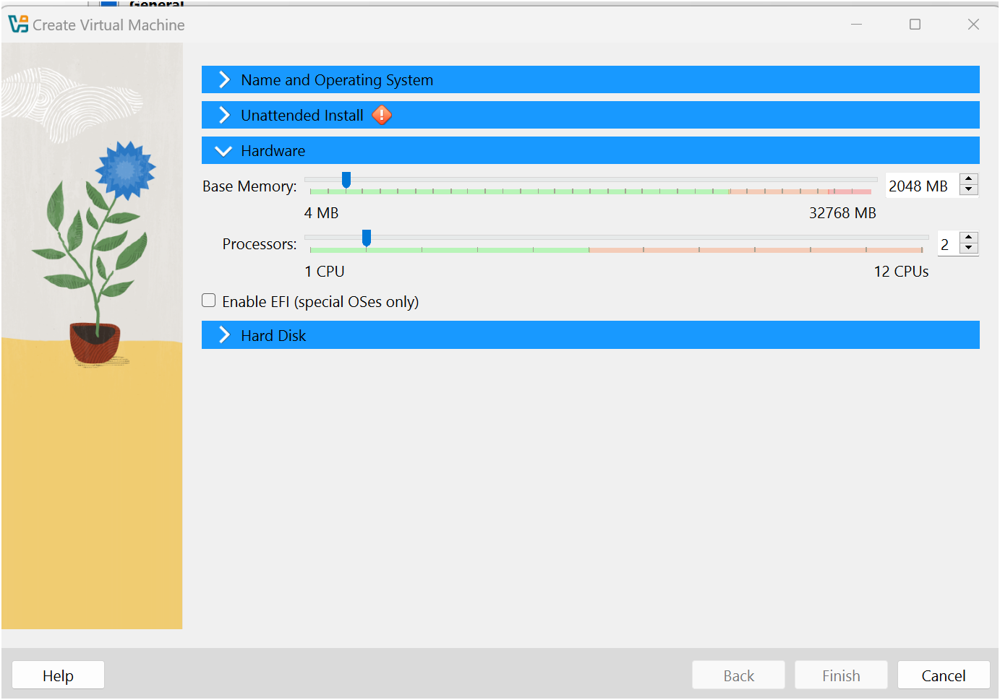 General
Create Virtual Machine
Name and Operating System
Unattended Install
Hardware
Base Memory:
2048 MB
4 MB
32768 MB
Processors:
2
1 CPU
12 CPUs
Enable EFI (special OSes only)
Hard Disk
Help
Back
Finish
Cancel